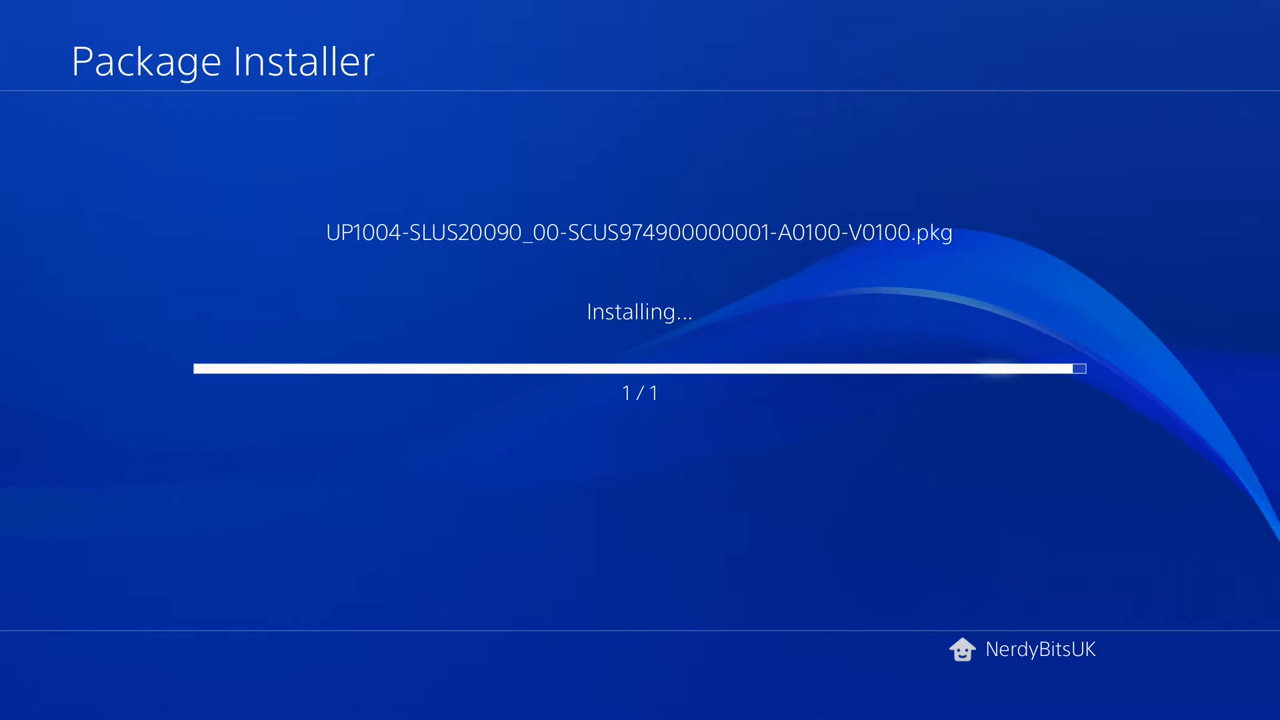 Package Installer
UP1004-SLUS20090_00-SCUS974900000001-A0100-V0100.pkg
Installing...
1 / 1
NerdyBitsUK